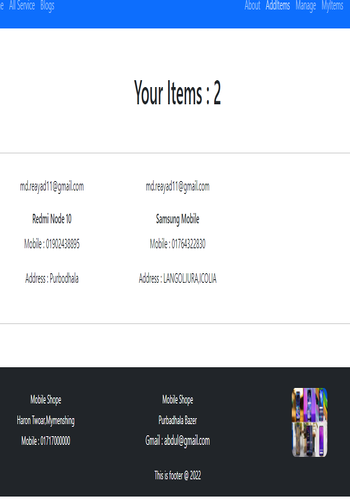 All Service Blogs About AddItems Manage MyItems
Your Items : 2
md.reayad11@gmail.com
Redmi Node 10
Mobile : 01902438895
Address : Purbodhala
md.reayad11@gmail.com
Samsung Mobile
Mobile : 01764322830
Address : LANGOLJURA,ICOLIA
Mobile Shope
Haron Twoar,Mymenshing
Mobile : 01717000000
Mobile Shope
Purbadhala Bazer
Gmail : abdul@gmail.com
This is footer @ 2022